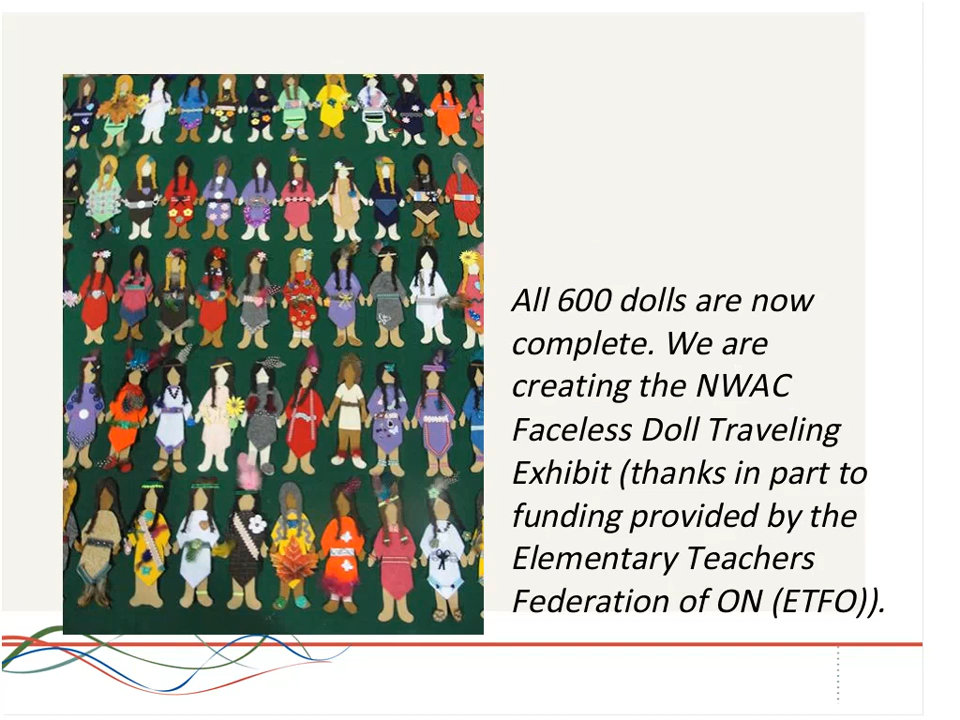 All 600 dolls are now
complete. We are
creating the NWAC
Faceless Doll Traveling
Exhibit (thanks in part to
funding provided by the
Elementary Teachers
Federation of ON (ETFO)).